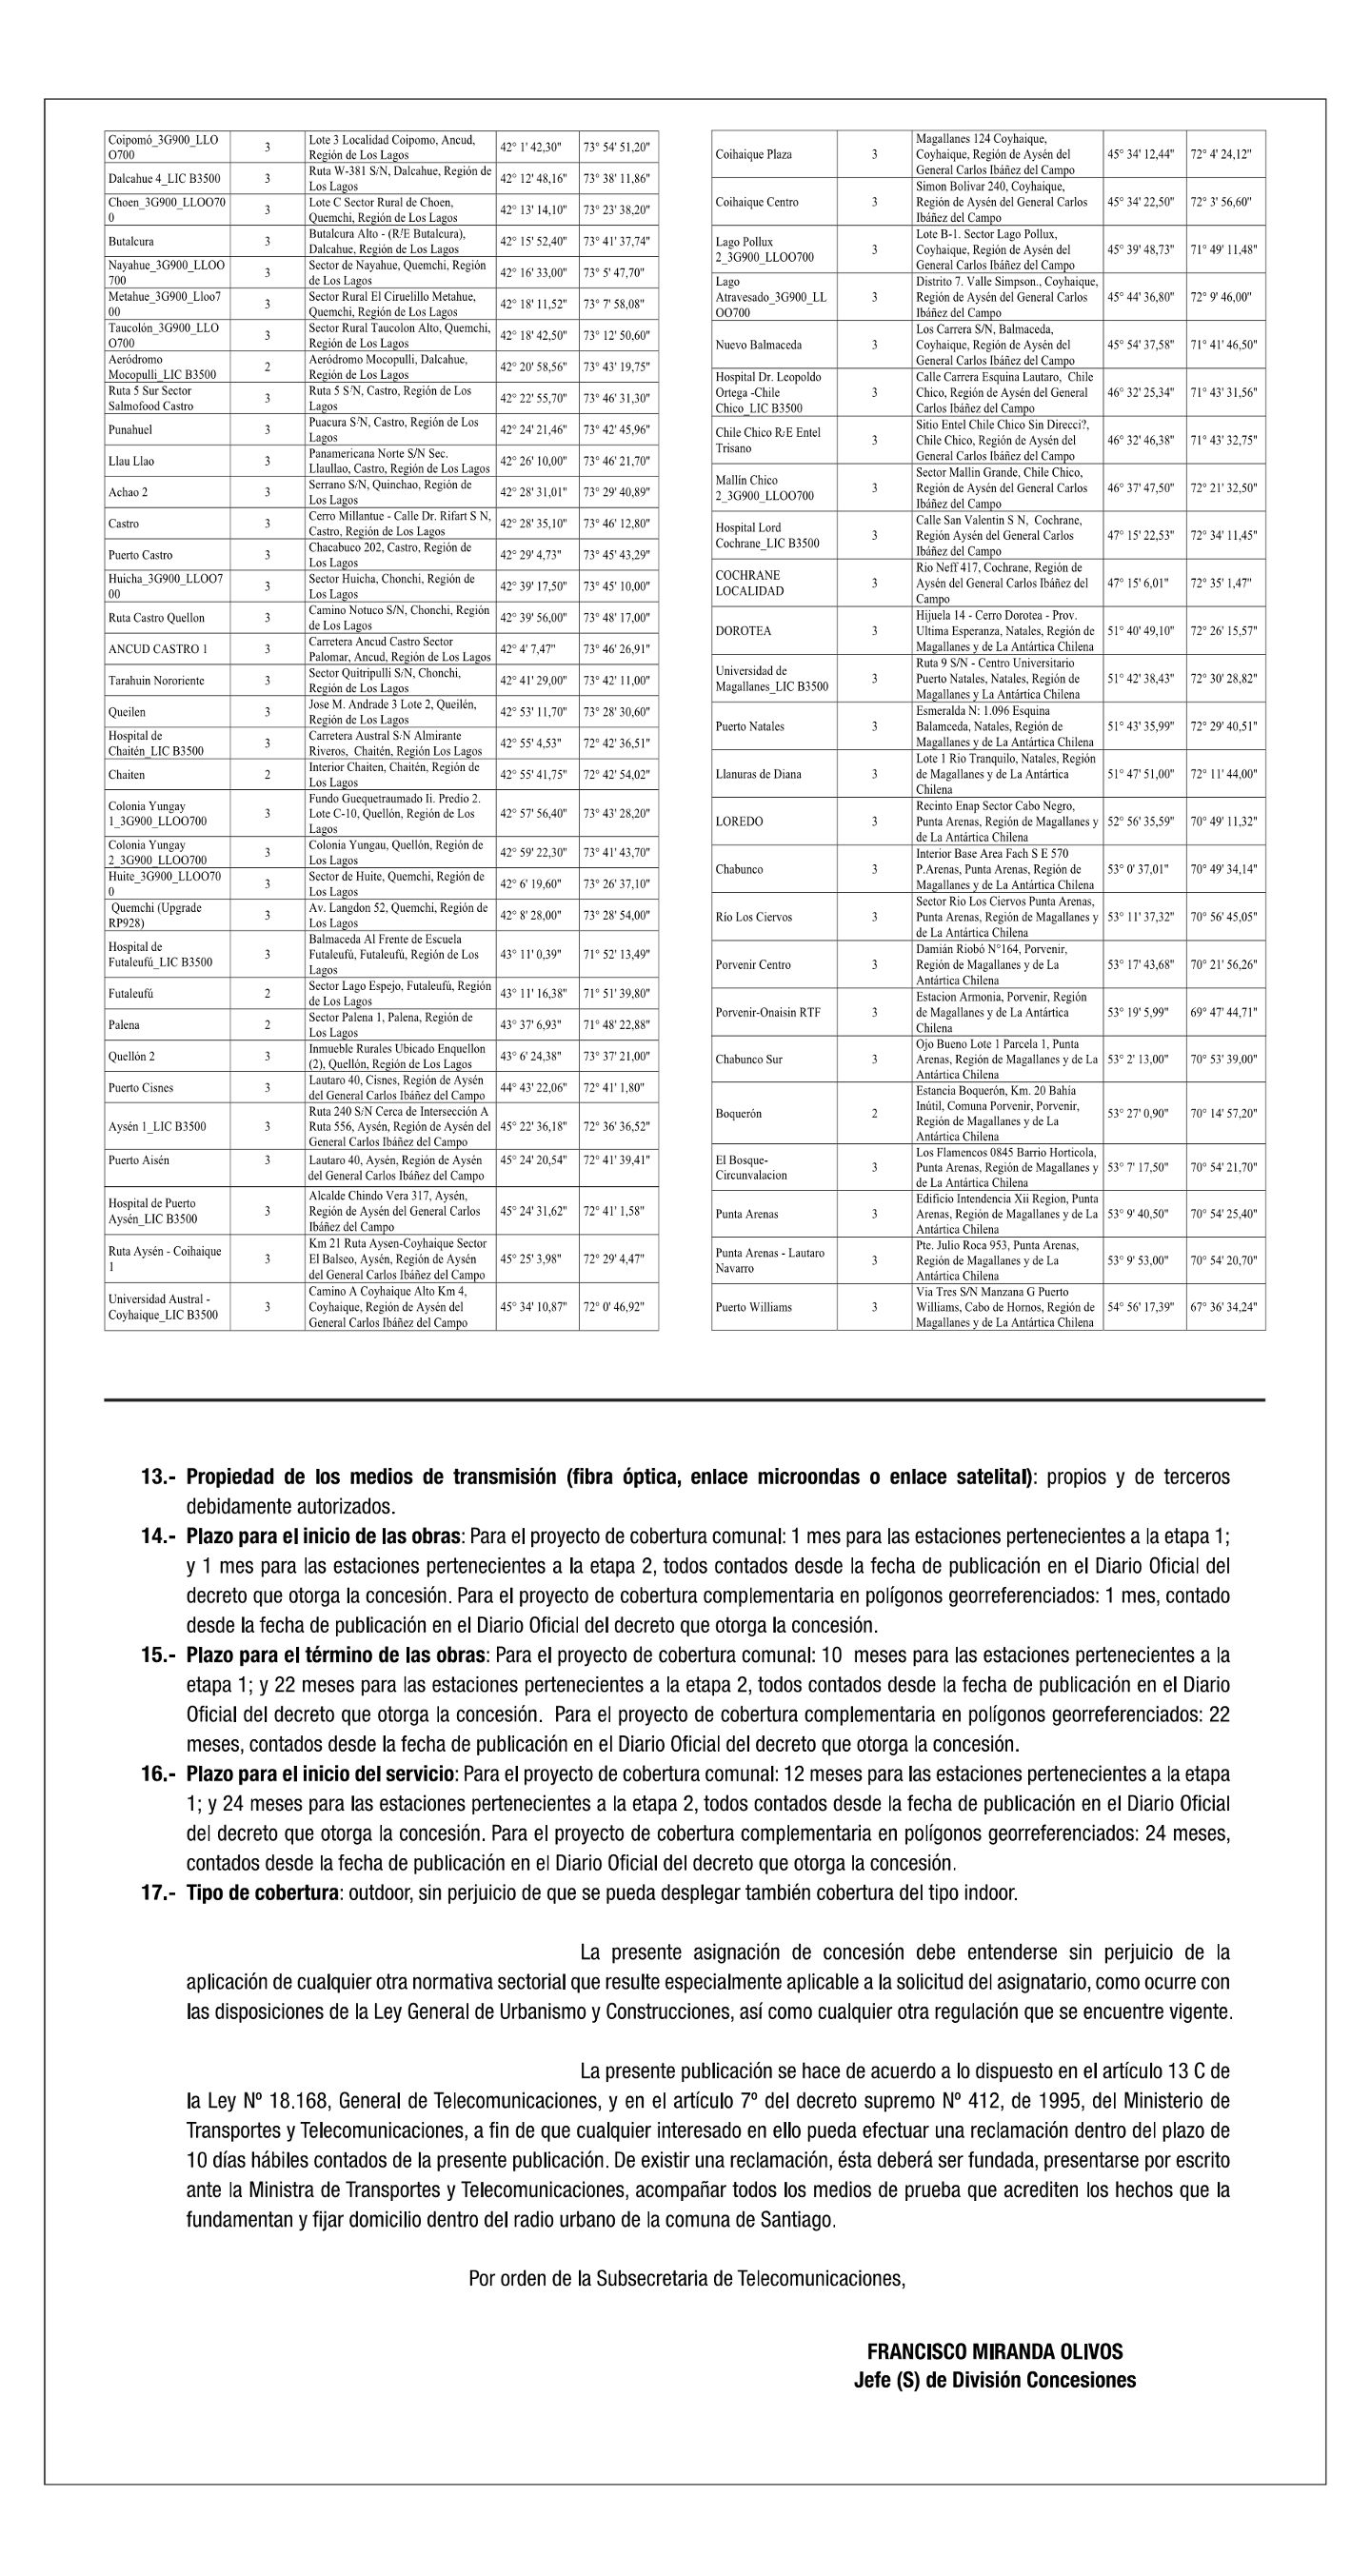 Coipomó_3G900_LLO
O700
3
Lote 3 Localidad Coipomo, Ancud,
Región de Los Lagos
42° 1' 42,30"
73° 54' 51,20"
Dalcahue 4_LIC B3500
3
Ruta W-381 S/N, Dalcahue, Región de
Los Lagos
42° 12' 48,16"
73° 38' 11,86"
Choen_3G900_LLOO70
0
3
Lote C Sector Rural de Choen,
Quemchi, Región de Los Lagos
42° 13' 14,10"
73° 23' 38,20"
Butalcura
3
Butalcura Alto - (R/E Butalcura),
Dalcahue, Región de Los Lagos
42° 15' 52,40"
73° 41' 37,74"
Nayahue_3G900_LLOO
700
3
Sector de Nayahue, Quemchi, Región
de Los Lagos
42° 16' 33,00"
73° 5' 47,70"
Metahue_3G900_Lloo7
00
3
Sector Rural El Ciruelillo Metahue,
Quemchi, Región de Los Lagos
42° 18' 11,52"
73° 7' 58,08"
Taucolón_3G900_LLO
O700
3
Sector Rural Taucolon Alto, Quemchi,
Región de Los Lagos
42° 18' 42,50"
73° 12' 50,60"
Aeródromo
Mocopulli_LIC B3500
2
Aeródromo Mocopulli, Dalcahue,
Región de Los Lagos
42° 20' 58,56"
73° 43' 19,75"
Ruta 5 Sur Sector
Salmofood Castro
3
Ruta 5 S/N, Castro, Región de Los
Lagos
42° 22' 55,70"
73° 46' 31,30"
Punahuel
3
Puacura S/N, Castro, Región de Los
Lagos
42° 24' 21,46"
73° 42' 45,96"
Llau Llao
3
Panamericana Norte S/N Sec.
Llaullao, Castro, Región de Los Lagos
42° 26' 10,00"
73° 46' 21,70"
Achao 2
3
Serrano S/N, Quinchao, Región de
Los Lagos
42° 28' 31,01"
73° 29' 40,89"
Castro
3
Cerro Millantue - Calle Dr. Rifart S N,
Castro, Región de Los Lagos
42° 28' 35,10"
73° 46' 12,80"
Puerto Castro
3
Chacabuco 202, Castro, Región de
Los Lagos
42° 29' 4,73"
73° 45' 43,29"
Huicha_3G900_LLOO7
00
3
Sector Huicha, Chonchi, Región de
Los Lagos
42° 39' 17,50"
73° 45' 10,00"
Ruta Castro Quellon
3
Camino Notuco S/N, Chonchi, Región
de Los Lagos
42° 39' 56,00"
73° 48' 17,00"
ANCUD CASTRO 1
3
Carretera Ancud Castro Sector
Palomar, Ancud, Región de Los Lagos
42° 4' 7,47"
73° 46' 26,91"
Tarahuin Nororiente
3
Sector Quitripulli S/N, Chonchi,
Región de Los Lagos
42° 41' 29,00"
73° 42' 11,00"
Queilen
3
Jose M. Andrade 3 Lote 2, Queilén,
Región de Los Lagos
42° 53' 11,70"
73° 28' 30,60"
Hospital de
Chaitén_LIC B3500
3
Carretera Austral S/N Almirante
Riveros, Chaitén, Región Los Lagos
42° 55' 4,53"
72° 42' 36,51"
Chaiten
2
Interior Chaiten, Chaitén, Región de
Los Lagos
42° 55' 41,75"
72° 42' 54,02"
Colonia Yungay
1_3G900_LLOO700
3
Fundo Guequetraumado Ii. Predio 2.
Lote C-10, Quellón, Región de Los
Lagos
42° 57' 56,40"
73° 43' 28,20"
Colonia Yungay
2_3G900_LLOO700
3
Colonia Yungau, Quellón, Región de
Los Lagos
42° 59' 22,30"
73° 41' 43,70"
Huite_3G900_LLOO70
0
3
Sector de Huite, Quemchi, Región de
Los Lagos
42° 6' 19,60"
73° 26' 37,10"
Quemchi (Upgrade
RP928)
3
Av. Langdon 52, Quemchi, Región de
Los Lagos
42° 8' 28,00"
73° 28' 54,00"
Hospital de
Futaleufú_LIC B3500
3
Balmaceda Al Frente de Escuela
Futaleufú, Futaleufú, Región de Los
Lagos
43° 11' 0,39"
71° 52' 13,49"
Futaleufú
2
Sector Lago Espejo, Futaleufú, Región
de Los Lagos
43° 11' 16,38"
71° 51' 39,80"
Palena
2
Sector Palena 1, Palena, Región de
Los Lagos
43° 37' 6,93"
71° 48' 22,88"
Quellón 2
3
Inmueble Rurales Ubicado Enquellon
(2), Quellón, Región de Los Lagos
43° 6' 24,38"
73° 37' 21,00"
Puerto Cisnes
3
Lautaro 40, Cisnes, Región de Aysén
del General Carlos Ibáñez del Campo
44° 43' 22,06"
72° 41' 1,80"
Aysén 1_LIC B3500
3
Ruta 240 S/N Cerca de Intersección A
Ruta 556, Aysén, Región de Aysén del
General Carlos Ibáñez del Campo
45° 22' 36,18"
72° 36' 36,52"
Puerto Aisén
3
Lautaro 40, Aysén, Región de Aysén
del General Carlos Ibáñez del Campo
45° 24' 20,54"
72° 41' 39,41"
Hospital de Puerto
Aysén_LIC B3500
3
Alcalde Chindo Vera 317, Aysén,
Región de Aysén del General Carlos
Ibáñez del Campo
45° 24' 31,62"
72° 41' 1,58"
Ruta Aysén - Coihaique
1
3
Km 21 Ruta Aysen-Coyhaique Sector
El Balseo, Aysén, Región de Aysén
del General Carlos Ibáñez del Campo
45° 25' 3,98"
72° 29' 4,47"
Universidad Austral -
Coyhaique_LIC B3500
3
Camino A Coyhaique Alto Km 4,
Coyhaique, Región de Aysén del
General Carlos Ibáñez del Campo
45° 34' 10,87"
72° 0' 46,92"
Coihaique Plaza
3
Magallanes 124 Coyhaique,
Coyhaique, Región de Aysén del
General Carlos Ibáñez del Campo
45° 34' 12,44"
72° 4' 24,12"
Coihaique Centro
3
Simon Bolivar 240, Coyhaique,
Región de Aysén del General Carlos
Ibáñez del Campo
45° 34' 22,50"
72° 3' 56,60"
Lago Pollux
2_3G900_LLOO700
3
Lote B-1. Sector Lago Pollux,
Coyhaique, Región de Aysén del
General Carlos Ibáñez del Campo
45° 39' 48,73"
71° 49' 11,48"
Lago
Atravesado_3G900_LL
OO700
3
Distrito 7. Valle Simpson., Coyhaique,
Región de Aysén del General Carlos
Ibáñez del Campo
45° 44' 36,80"
72° 9' 46,00"
Nuevo Balmaceda
3
Los Carrera S/N, Balmaceda,
Coyhaique, Región de Aysén del
General Carlos Ibáñez del Campo
45° 54' 37,58"
71° 41' 46,50"
Hospital Dr. Leopoldo
Ortega -Chile
Chico_LIC B3500
3
Calle Carrera Esquina Lautaro, Chile
Chico, Región de Aysén del General
Carlos Ibáñez del Campo
46° 32' 25,34"
71° 43' 31,56"
Chile Chico R/E Entel
Trisano
3
Sitio Entel Chile Chico Sin Direcci?,
Chile Chico, Región de Aysén del
General Carlos Ibáñez del Campo
46° 32' 46,38"
71° 43' 32,75"
Mallín Chico
2_3G900_LLOO700
3
Sector Mallin Grande, Chile Chico,
Región de Aysén del General Carlos
Ibáñez del Campo
46° 37' 47,50"
72° 21' 32,50"
Hospital Lord
Cochrane_LIC B3500
3
Calle San Valentin S N, Cochrane,
Región Aysén del General Carlos
Ibáñez del Campo
47° 15' 22,53"
72° 34' 11,45"
COCHRANE
LOCALIDAD
3
Rio Neff 417, Cochrane, Región de
Aysén del General Carlos Ibáñez del
Campo
47° 15' 6,01"
72° 35' 1,47"
DOROTEA
3
Hijuela 14 - Cerro Dorotea - Prov.
Ultima Esperanza, Natales, Región de
Magallanes y de La Antártica Chilena
51° 40' 49,10"
72° 26' 15,57"
Universidad de
Magallanes_LIC B3500
3
Ruta 9 S/N - Centro Universitario
Puerto Natales, Natales, Región de
Magallanes y La Antártica Chilena
51° 42' 38,43"
72° 30' 28,82"
Puerto Natales
3
Esmeralda N: 1.096 Esquina
Balamceda, Natales, Región de
Magallanes y de La Antártica Chilena
51° 43' 35,99"
72° 29' 40,51"
Llanuras de Diana
3
Lote 1 Rio Tranquilo, Natales, Región
de Magallanes y de La Antártica
Chilena
51° 47' 51,00"
72° 11' 44,00"
LOREDO
3
Recinto Enap Sector Cabo Negro,
Punta Arenas, Región de Magallanes y
de La Antártica Chilena
52° 56' 35,59"
70° 49' 11,32"
Chabunco
3
Interior Base Area Fach S E 570
P.Arenas, Punta Arenas, Región de
Magallanes y de La Antártica Chilena
53° 0' 37,01"
70° 49' 34,14"
Río Los Ciervos
3
Sector Rio Los Ciervos Punta Arenas,
Punta Arenas, Región de Magallanes y
de La Antártica Chilena
53° 11' 37,32"
70° 56' 45,05"
Porvenir Centro
3
Damián Riobó N°164, Porvenir,
Región de Magallanes y de La
Antártica Chilena
53° 17' 43,68"
70° 21' 56,26"
Porvenir-Onaisin RTF
3
Estacion Armonia, Porvenir, Región
de Magallanes y de La Antártica
Chilena
53° 19' 5,99"
69° 47' 44,71"
Chabunco Sur
3
Ojo Bueno Lote 1 Parcela 1, Punta
Arenas, Región de Magallanes y de La
Antártica Chilena
53° 2' 13,00"
70° 53' 39,00"
Boquerón
2
Estancia Boquerón, Km. 20 Bahía
Inútil, Comuna Porvenir, Porvenir,
Región de Magallanes y de La
Antártica Chilena
53° 27' 0,90"
70° 14' 57,20"
El Bosque-
Circunvalacion
3
Los Flamencos 0845 Barrio Horticola,
Punta Arenas, Región de Magallanes y
de La Antártica Chilena
53° 7' 17,50"
70° 54' 21,70"
Punta Arenas
3
Edificio Intendencia Xii Region, Punta
Arenas, Región de Magallanes y de La
Antártica Chilena
53° 9' 40,50"
70° 54' 25,40"
Punta Arenas - Lautaro
Navarro
3
Pte. Julio Roca 953, Punta Arenas,
Región de Magallanes y de La
Antártica Chilena
53° 9' 53,00"
70° 54' 20,70"
Puerto Williams
3
Via Tres S/N Manzana G Puerto
Williams, Cabo de Hornos, Región de
Magallanes y de La Antártica Chilena
54° 56' 17,39"
67° 36' 34,24"
13.- Propiedad de los medios de transmisión (fibra óptica, enlace microondas o enlace satelital): propios y de terceros
debidamente autorizados.
14.- Plazo para el inicio de las obras: Para el proyecto de cobertura comunal: 1 mes para las estaciones pertenecientes a la etapa 1;
y 1 mes para las estaciones pertenecientes a la etapa 2, todos contados desde la fecha de publicación en el Diario Oficial del
decreto que otorga la concesión. Para el proyecto de cobertura complementaria en polígonos georreferenciados: 1 mes, contado
desde la fecha de publicación en el Diario Oficial del decreto que otorga la concesión.
15.- Plazo para el término de las obras: Para el proyecto de cobertura comunal: 10 meses para las estaciones pertenecientes a la
etapa 1; y 22 meses para las estaciones pertenecientes a la etapa 2, todos contados desde la fecha de publicación en el Diario
Oficial del decreto que otorga la concesión. Para el proyecto de cobertura complementaria en polígonos georreferenciados: 22
meses, contados desde la fecha de publicación en el Diario Oficial del decreto que otorga la concesión.
16.- Plazo para el inicio del servicio: Para el proyecto de cobertura comunal: 12 meses para las estaciones pertenecientes a la etapa
1; y 24 meses para las estaciones pertenecientes a la etapa 2, todos contados desde la fecha de publicación en el Diario Oficial
del decreto que otorga la concesión. Para el proyecto de cobertura complementaria en polígonos georreferenciados: 24 meses,
contados desde la fecha de publicación en el Diario Oficial del decreto que otorga la concesión.
17.- Tipo de cobertura: outdoor, sin perjuicio de que se pueda desplegar también cobertura del tipo indoor.
La presente asignación de concesión debe entenderse sin perjuicio de la
aplicación de cualquier otra normativa sectorial que resulte especialmente aplicable a la solicitud del asignatario, como ocurre con
las disposiciones de la Ley General de Urbanismo y Construcciones, así como cualquier otra regulación que se encuentre vigente.
La presente publicación se hace de acuerdo a lo dispuesto en el artículo 13 C de
la Ley Nº 18.168, General de Telecomunicaciones, y en el artículo 7º del decreto supremo Nº 412, de 1995, del Ministerio de
Transportes y Telecomunicaciones, a fin de que cualquier interesado en ello pueda efectuar una reclamación dentro del plazo de
10 días hábiles contados de la presente publicación. De existir una reclamación, ésta deberá ser fundada, presentarse por escrito
ante la Ministra de Transportes y Telecomunicaciones, acompañar todos los medios de prueba que acrediten los hechos que la
fundamentan y fijar domicilio dentro del radio urbano de la comuna de Santiago.
Por orden de la Subsecretaria de Telecomunicaciones,
FRANCISCO MIRANDA OLIVOS
Jefe (S) de División Concesiones